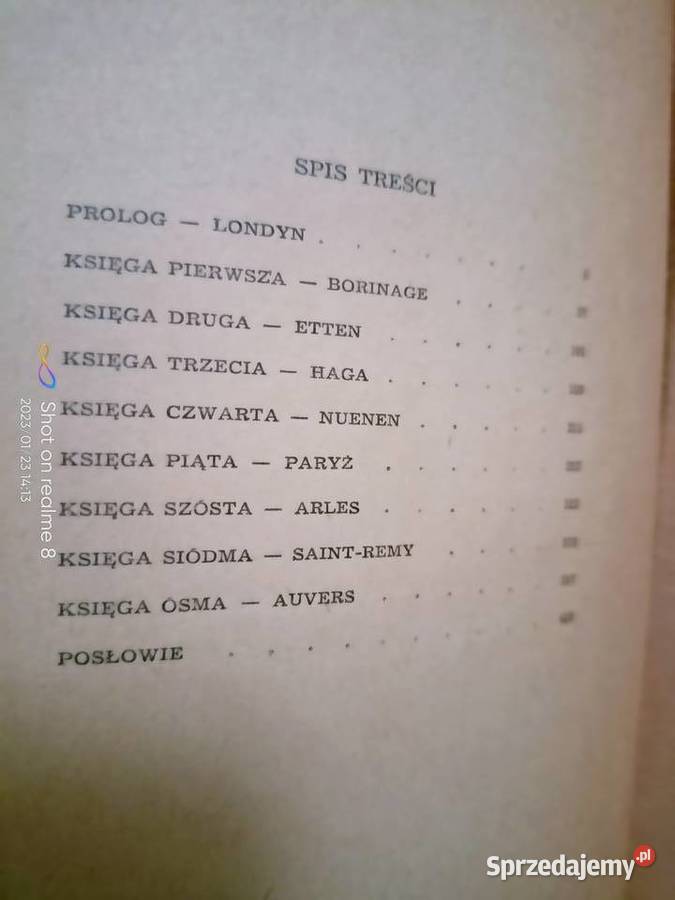 SPIS TREŚCI
PROLOG — LONDYN . . . . . . .
KSIĘGA PIERWSZA — BORINAGE . . . .
KSIĘGA DRUGA — ETTEN . . . . . .
KSIĘGA TRZECIA — HAGA . . . . . .
KSIĘGA CZWARTA — NUENEN . . . . .
KSIĘGA PIĄTA — PARYŻ . . . . . .
KSIĘGA SZÓSTA — ARLES . . . . . .
KSIĘGA SIÓDMA — SAINT-REMY . . . .
KSIĘGA ÓSMA — AUVERS . . . . . .
POSŁOWIE . . . . . . . . .
Shot on realme 8
2023/01/23 14:13
Sprzedajemy.pl